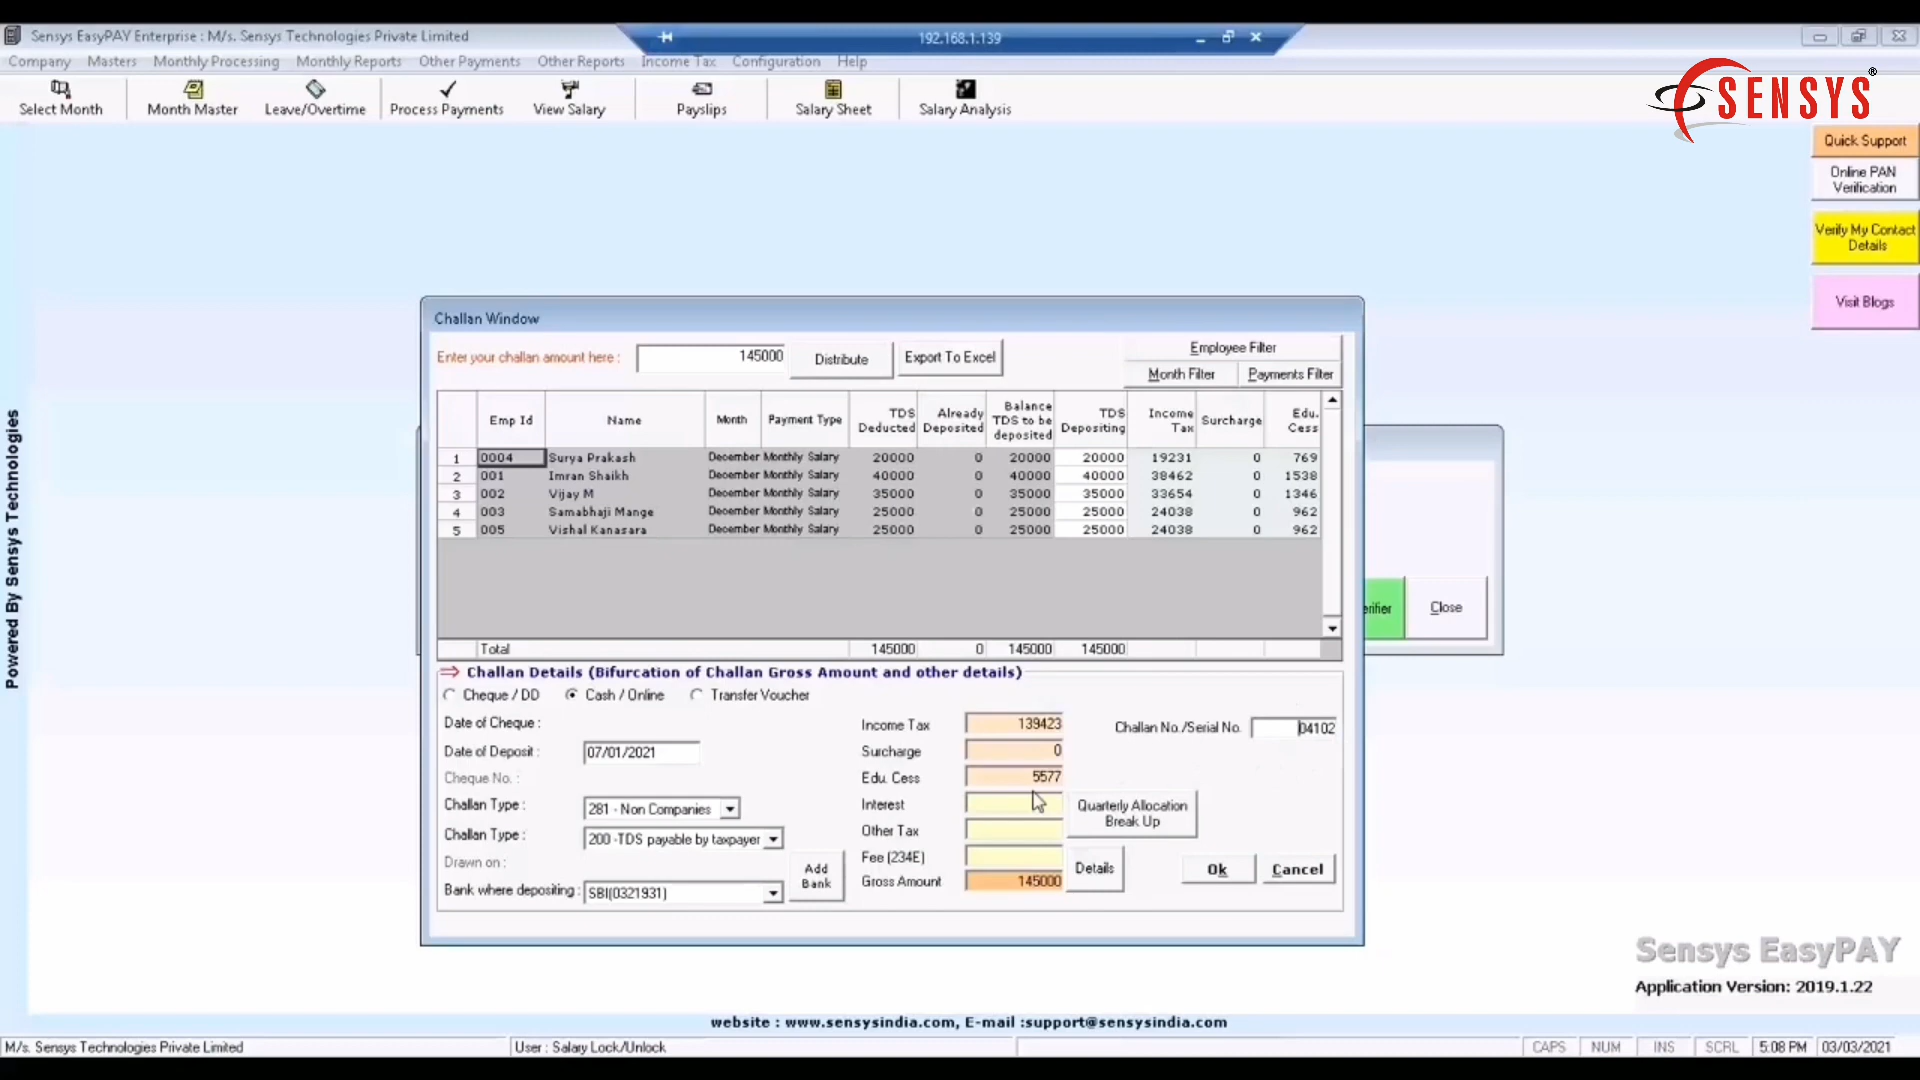 Sensys EasyPAY Enterprise : M/s. Sensys Technologies Private Limited
192.168.1.139
Company Masters Monthly Processing Monthly Reports Other Payments Other Reports Income Tax Configuration Help
Select Month Month Master Leave/Overtime Process Payments View Salary Payslips Salary Sheet Salary Analysis
SENSYS®
Quick Support
Online PAN
Verification
Verify My Contact
Details
Visit Blogs
Powered By Sensys Technologies
Challan Window
Enter your challan amount here : 145000 Distribute Export To Excel
Employee Filter
Month Filter Payments Filter
Emp Id Name Month Payment Type TDS Deducted Already Deposited Balance TDS to be deposited TDS Depositing Income Tax Surcharge Edu. Cess
1 0004 Surya Prakash December Monthly Salary 20000 0 20000 20000 19231 0 769
2 001 Imran Shaikh December Monthly Salary 40000 0 40000 40000 38462 0 1538
3 002 Vijay M December Monthly Salary 35000 0 35000 35000 33654 0 1346
4 003 Samabhaji Mange December Monthly Salary 25000 0 25000 25000 24038 0 962
5 005 Vishal Kanasara December Monthly Salary 25000 0 25000 25000 24038 0 962
Total 145000 0 145000 145000
erifier Close
Challan Details (Bifurcation of Challan Gross Amount and other details)
Cheque / DD Cash / Online Transfer Voucher
Date of Cheque :
Date of Deposit : 07/01/2021
Cheque No. :
Challan Type : 281 - Non Companies
Challan Type : 200 -TDS payable by taxpayer
Drawn on :
Bank where depositing : SBI(0321931)
Add
Bank
Income Tax 139423
Surcharge 0
Edu. Cess 5577
Interest
Other Tax
Fee (234E)
Gross Amount 145000
Challan No./Serial No. 04102
Quarterly Allocation
Break Up
Details
Ok Cancel
Sensys EasyPAY
Application Version: 2019.1.22
website : www.sensysindia.com, E-mail :support@sensysindia.com
M/s. Sensys Technologies Private Limited User : Salary Lock/Unlock CAPS NUM INS SCRL 5:08 PM 03/03/2021